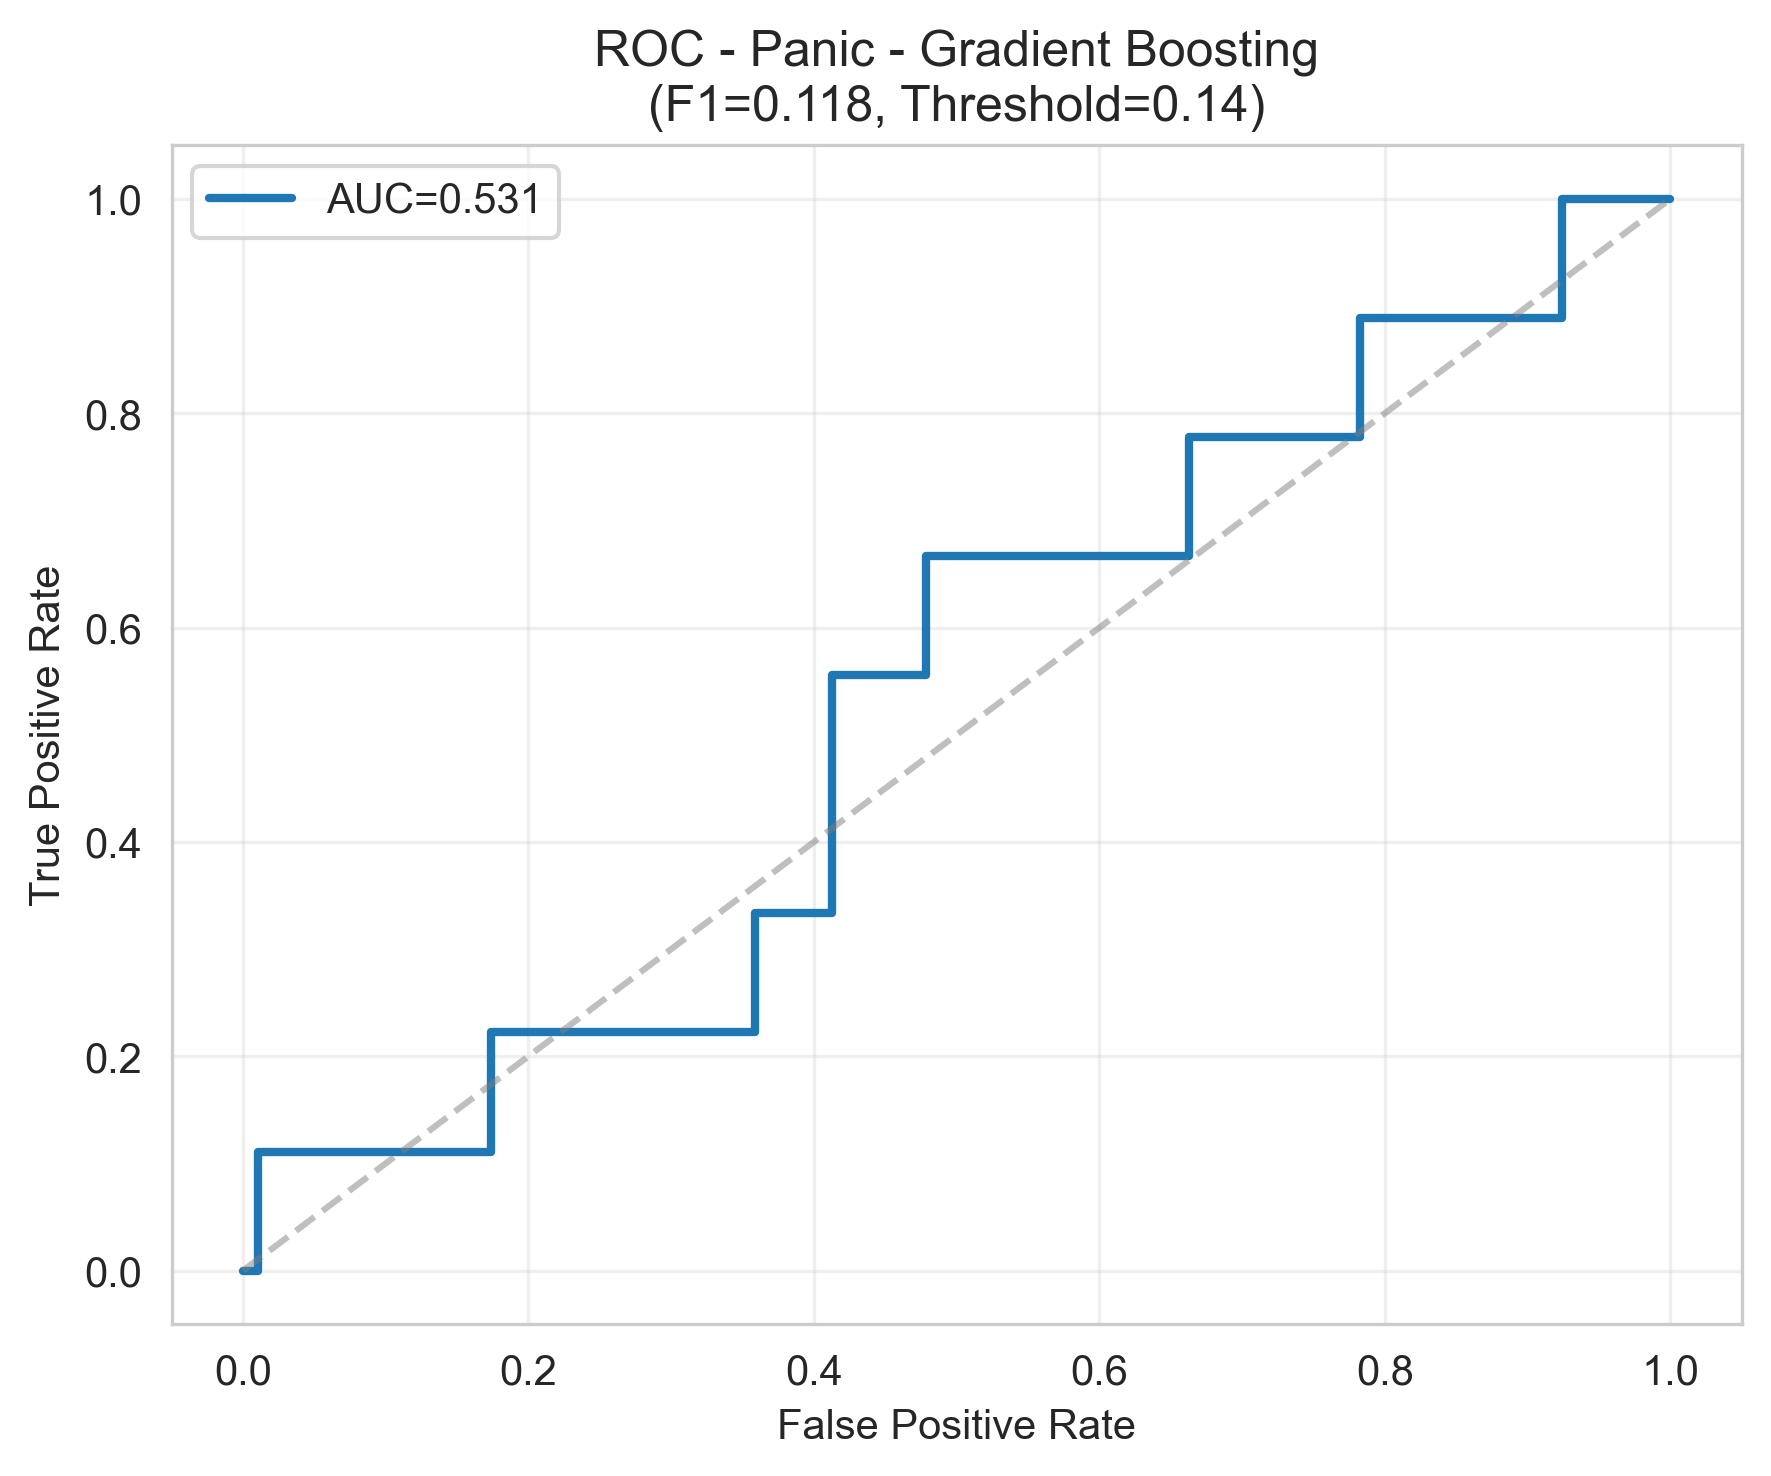 ROC - Panic - Gradient Boosting
(F1=0.118, Threshold=0.14)
AUC=0.531
1.0
0.8
0.6
0.4
0.2
0.0
True Positive Rate
0.0 0.2 0.4 0.6 0.8 1.0
False Positive Rate